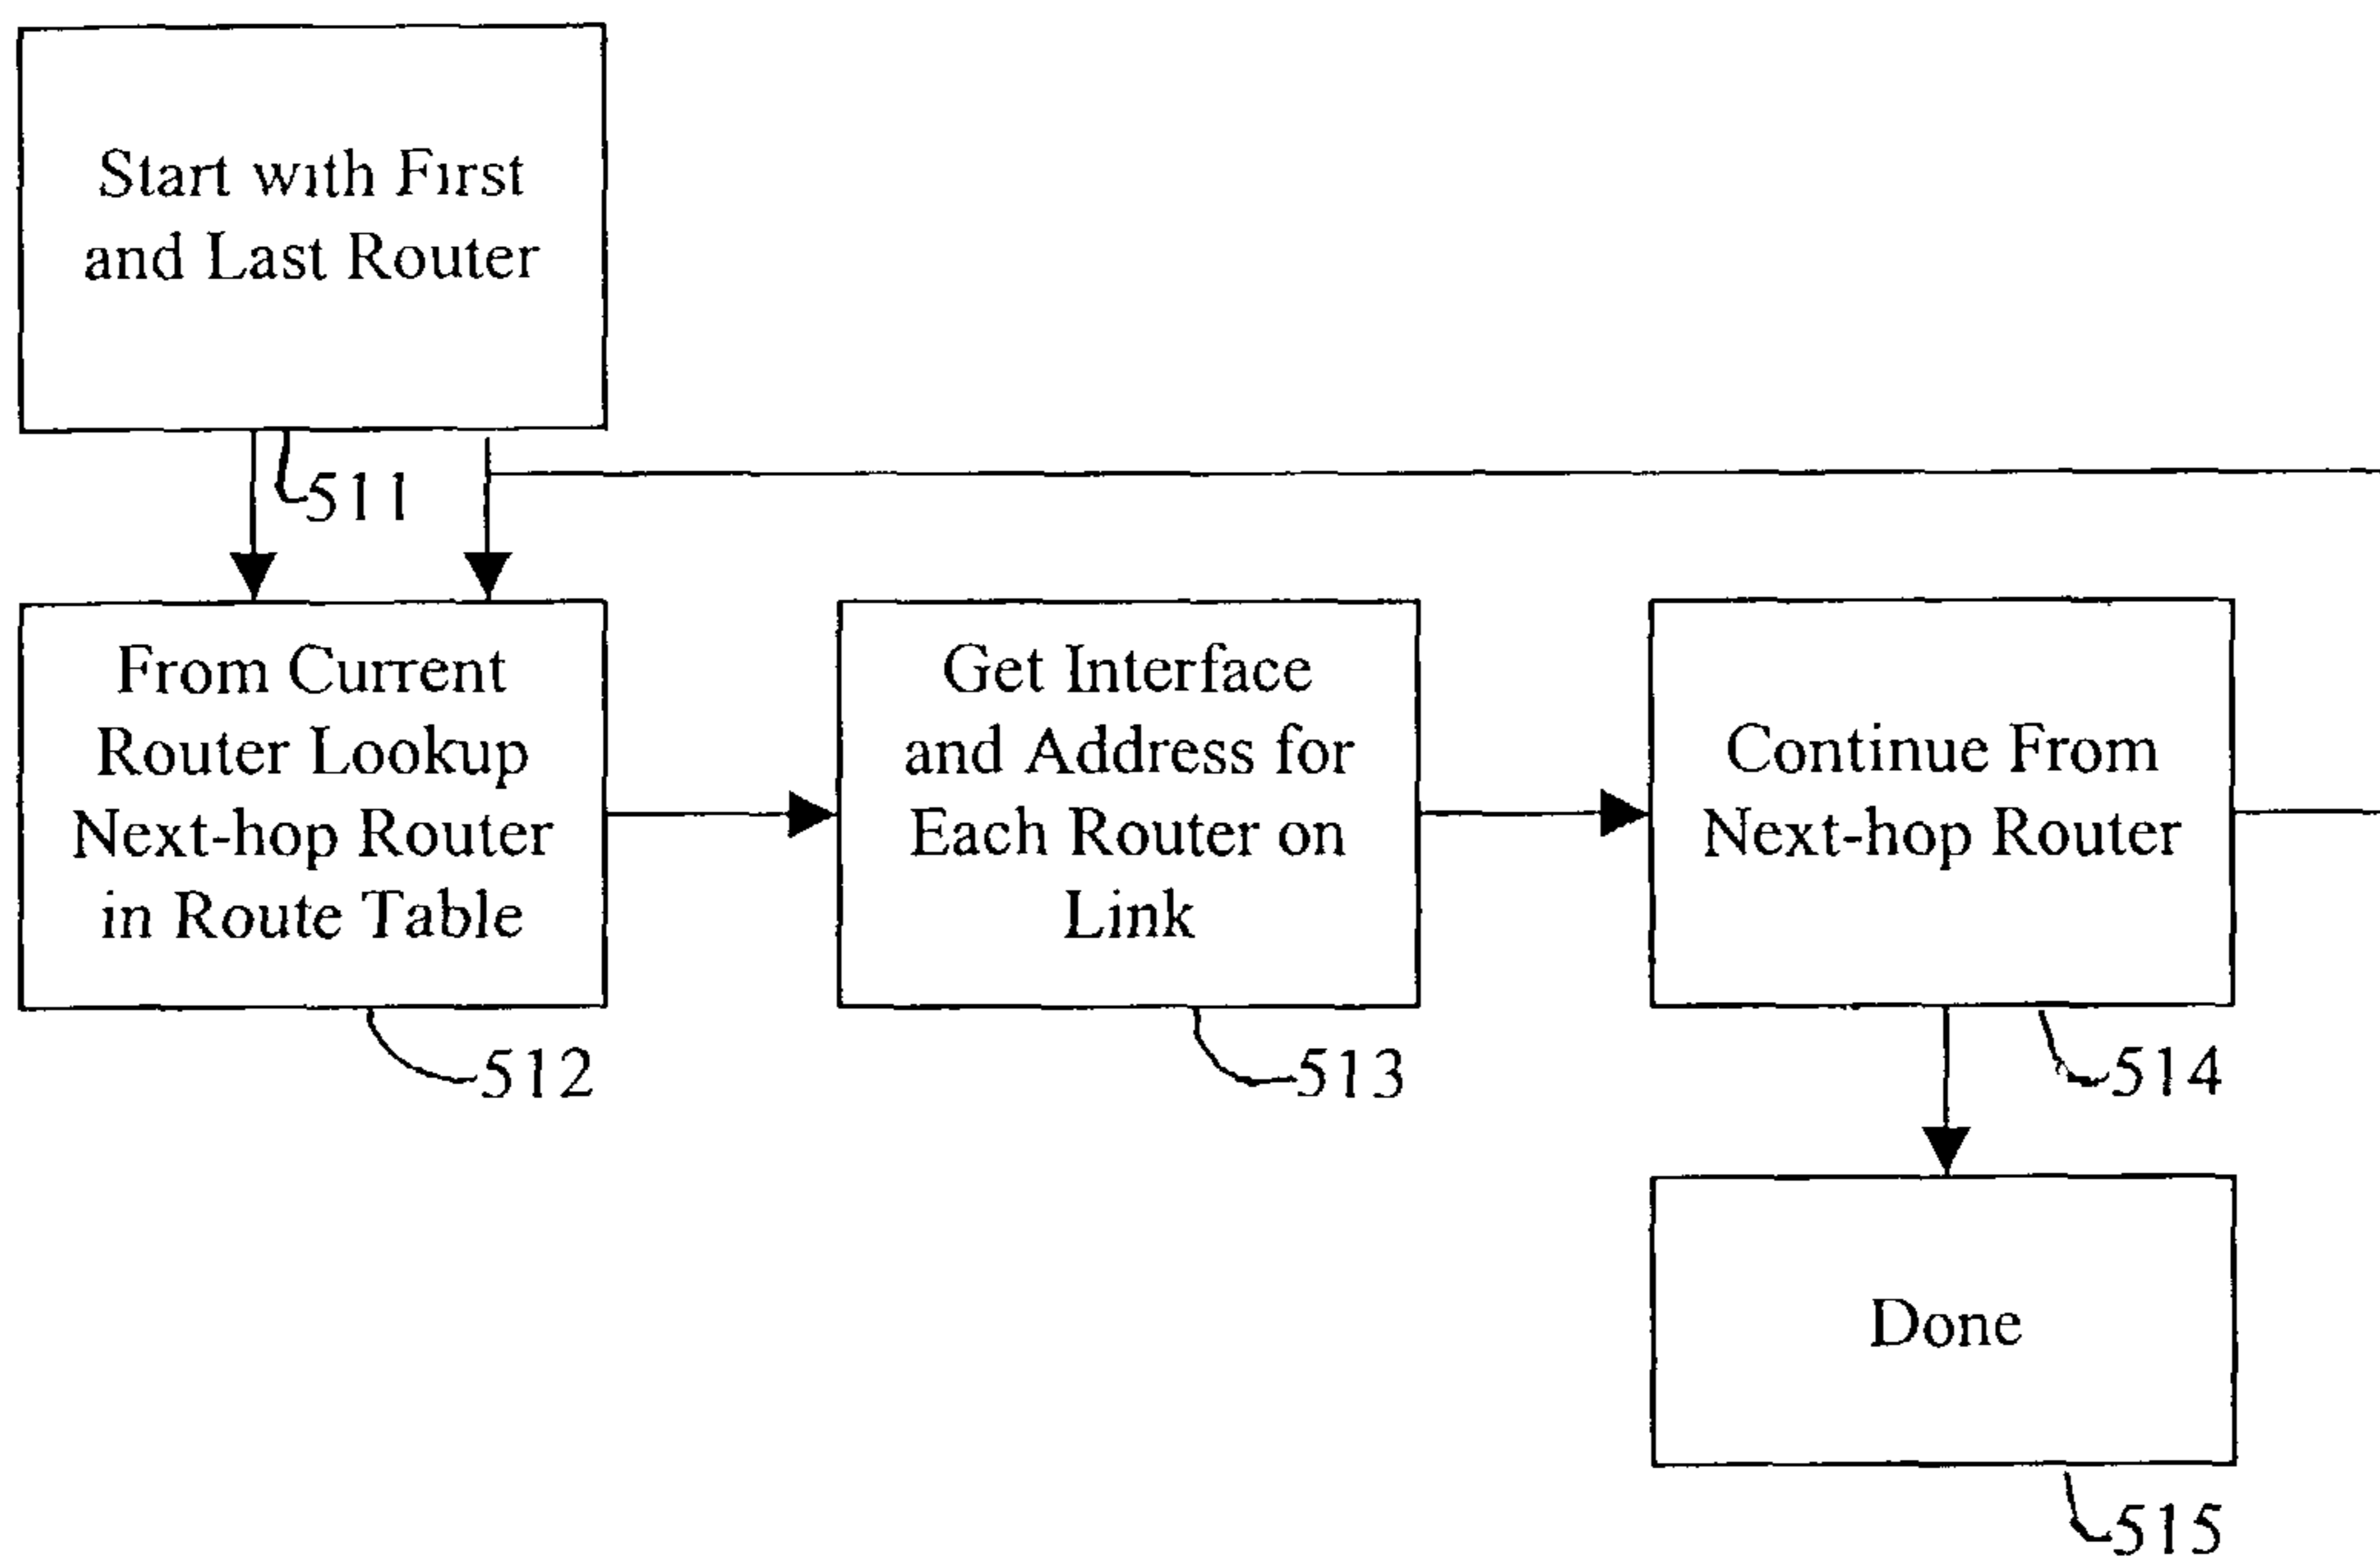 Start with First
and Last Router
511
From Current
Router Lookup
Next-hop Router
in Route Table
512
Get Interface
and Address for
Each Router on
Link
513
Continue From
Next-hop Router
514
Done
515